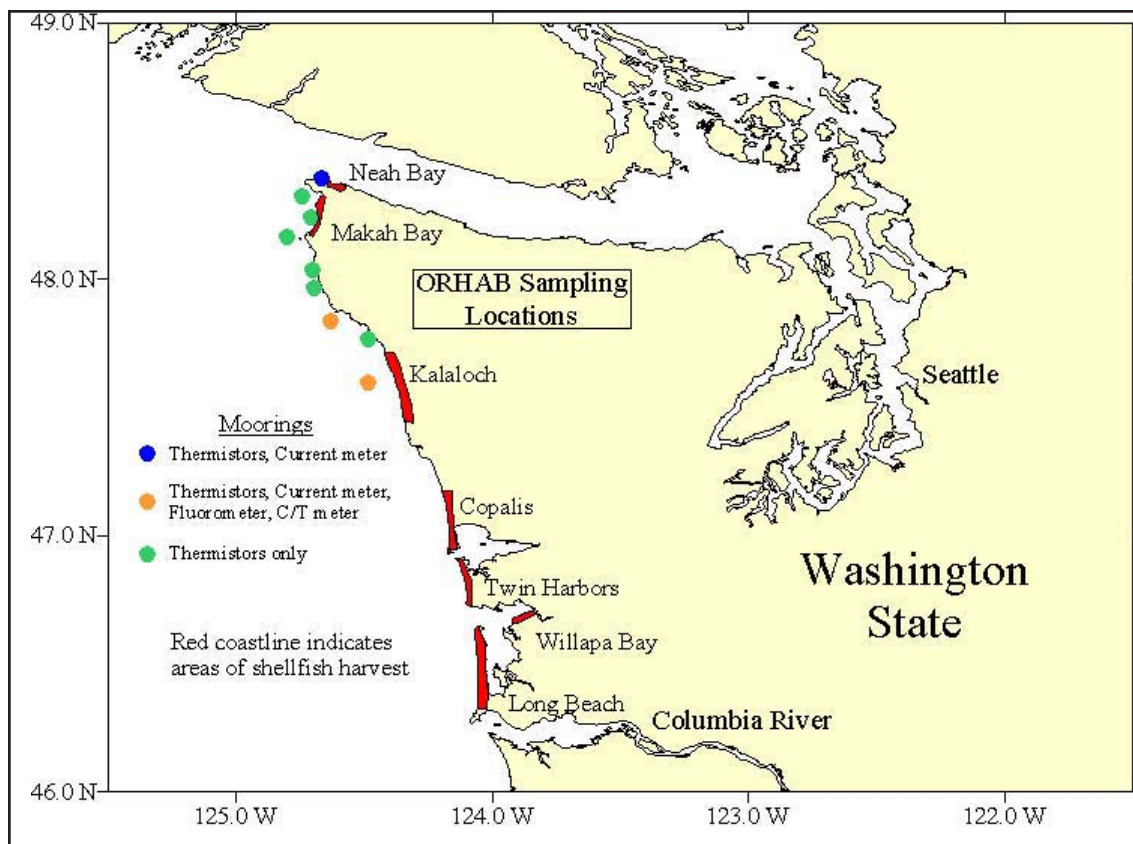 49.0 N
Neah Bay
Makah Bay
48.0 N
ORHAB Sampling
Locations
Kalaloch
Seattle
Moorings
Thermistors, Current meter
Thermistors, Current meter,
Fluorometer, C/T meter
Thermistors only
Copalis
47.0 N
Twin Harbors
Washington
State
Willapa Bay
Red coastline indicates
areas of shellfish harvest
Long Beach
Columbia River
46.0 N
125.0 W
124.0 W
123.0 W
122.0 W